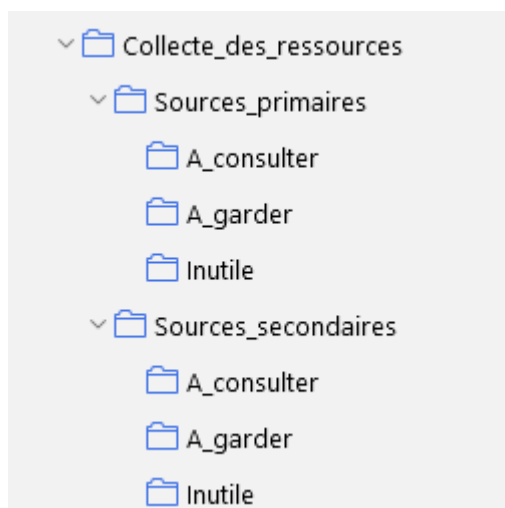 Collecte_des_ressources
Sources_primaires
A_consulter
A_garder
Inutile
Sources_secondaires
A_consulter
A_garder
Inutile